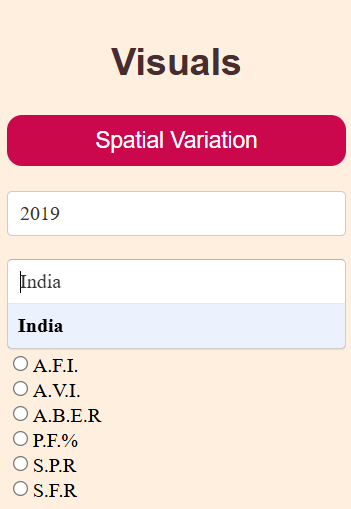 Visuals
Spatial Variation
2019
India
India
A.F.I.
A.V.I.
A.B.E.R
P.F.%
S.P.R
S.F.R